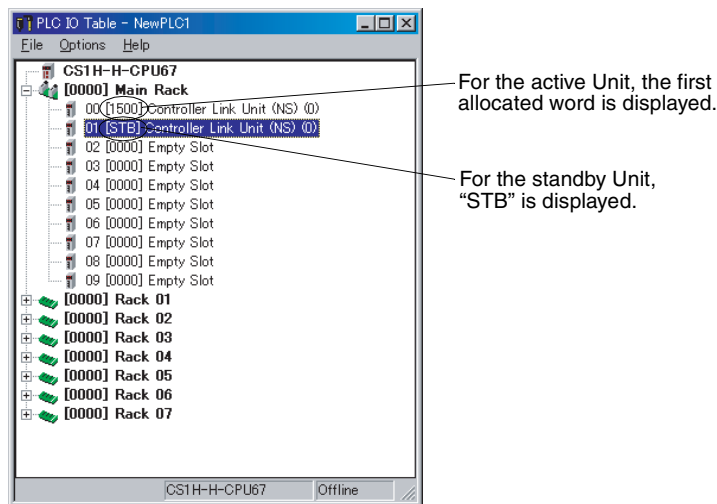 PLC IO Table - NewPLC1
File Options Help
CS1H-H-CPU67
[0000] Main Rack
00 [1500] Controller Link Unit (NS) (0)
01 [STB] Controller Link Unit (NS) (0)
02 [0000] Empty Slot
03 [0000] Empty Slot
04 [0000] Empty Slot
05 [0000] Empty Slot
06 [0000] Empty Slot
07 [0000] Empty Slot
08 [0000] Empty Slot
09 [0000] Empty Slot
[0000] Rack 01
[0000] Rack 02
[0000] Rack 03
[0000] Rack 04
[0000] Rack 05
[0000] Rack 06
[0000] Rack 07
CS1H-H-CPU67 Offline
For the active Unit, the first
allocated word is displayed.
For the standby Unit,
“STB” is displayed.